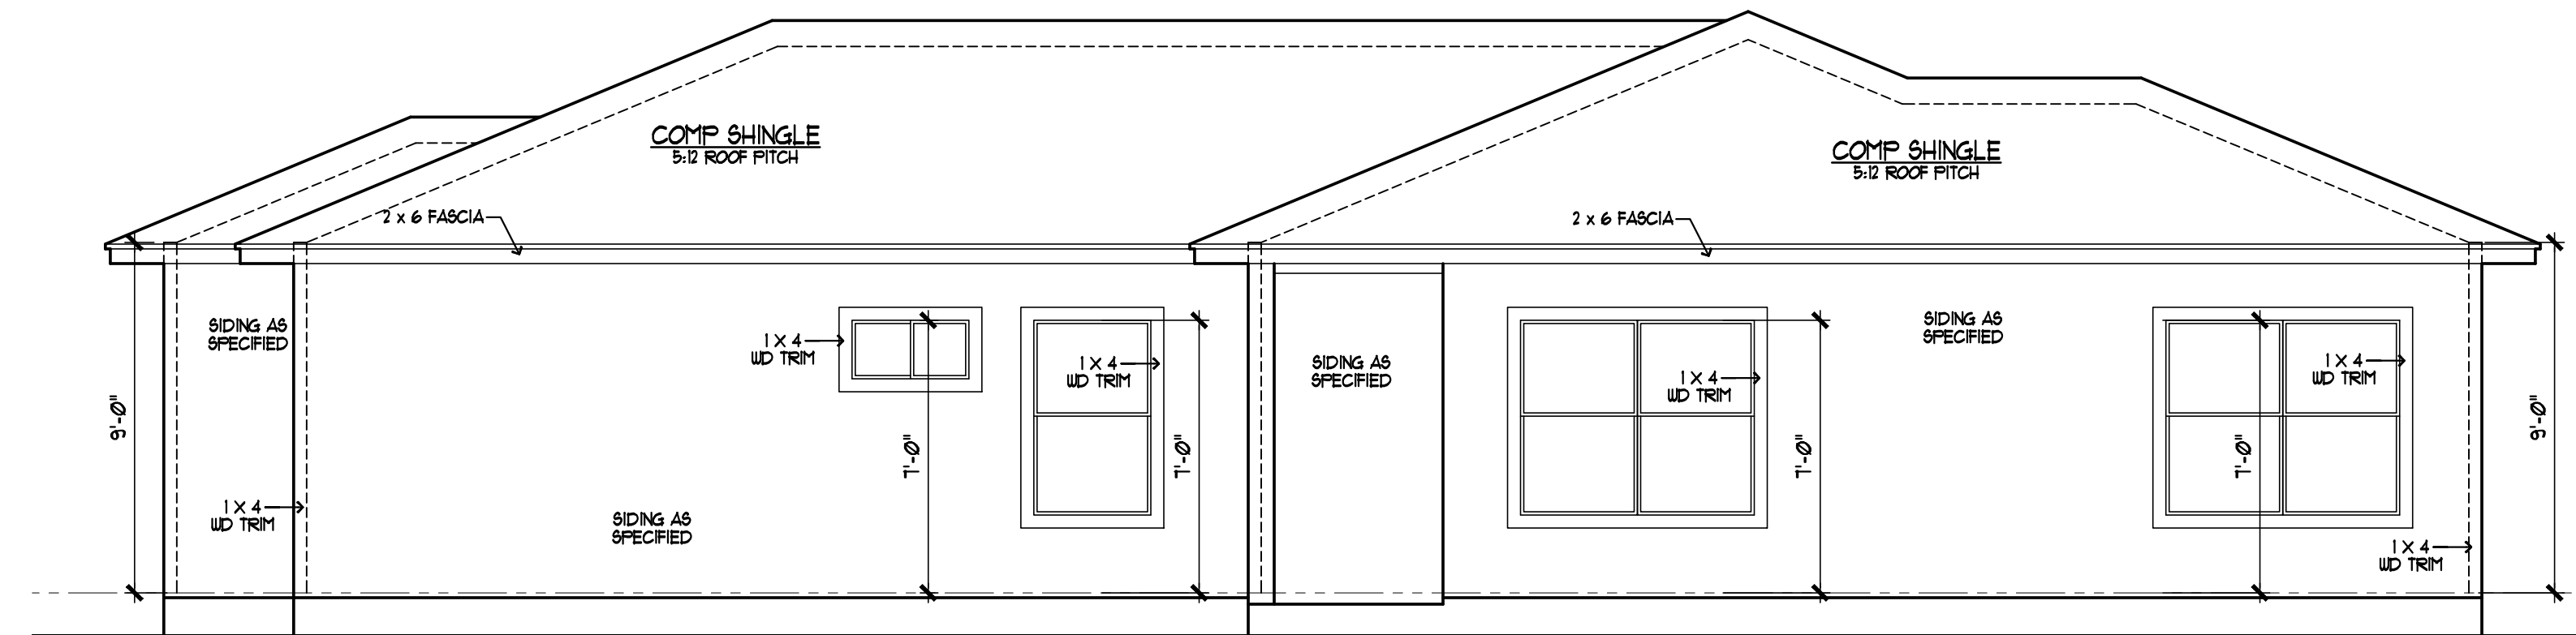 COMP SHINGLE
5:12 ROOF PITCH
COMP SHINGLE
5:12 ROOF PITCH
2 x 6 FASCIA
2 x 6 FASCIA
SIDING AS
SPECIFIED
1 X 4
WD TRIM
1 X 4
WD TRIM
SIDING AS
SPECIFIED
1 X 4
WD TRIM
SIDING AS
SPECIFIED
1 X 4
WD TRIM
9'-0"
7'-0"
7'-0"
7'-0"
7'-0"
9'-0"
1 X 4
WD TRIM
SIDING AS
SPECIFIED
1 X 4
WD TRIM